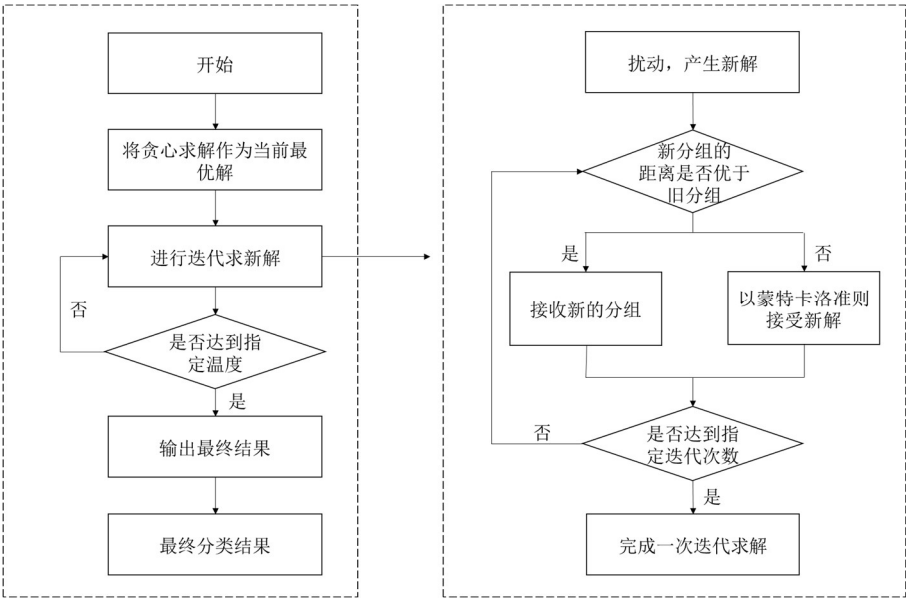 开始
将贪心求解作为当前最
优解
进行迭代求新解
否
是否达到指
定温度
是
输出最终结果
最终分类结果
扰动，产生新解
新分组的
距离是否优于
旧分组
是
否
接收新的分组
以蒙特卡洛准则
接受新解
否
是否达到指
定迭代次数
是
完成一次迭代求解